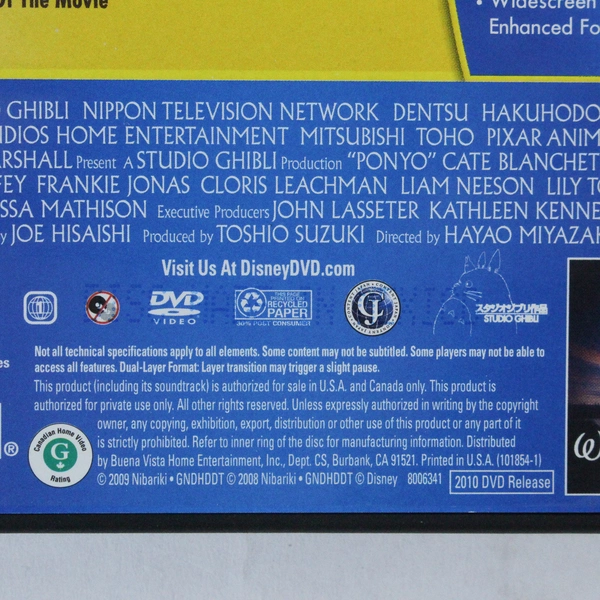 Of The Movie
• Widescreen
Enhanced Fo
GHIBLI NIPPON TELEVISION NETWORK DENTSU HAKUHODO
DIOS HOME ENTERTAINMENT MITSUBISHI TOHO PIXAR ANIM
ARSHALL Present A STUDIO GHIBLI Production "PONYO" CATE BLANCHET
FEY FRANKIE JONAS CLORIS LEACHMAN LIAM NEESON LILY TO
SSA MATHISON Executive Producers JOHN LASSETER KATHLEEN KENNE
y JOE HISAISHI Produced by TOSHIO SUZUKI Directed by HAYAO MIYAZAK
Visit Us At DisneyDVD.com
DVD
VIDEO
THIS PAGE PRINTED ON
RECYCLED
PAPER
30% POST CONSUMER
スタジオジブリ作品
STUDIO GHIBLI
Not all technical specifications apply to all elements. Some content may not be subtitled. Some players may not be able to
access all features. Dual-Layer Format: Layer transition may trigger a slight pause.
es
This product (including its soundtrack) is authorized for sale in U.S.A. and Canada only. This product is
authorized for private use only. All other rights reserved. Unless expressly authorized in writing by the copyright
owner, any copying, exhibition, export, distribution or other use of this product or any part of it
is strictly prohibited. Refer to inner ring of the disc for manufacturing information. Distributed
by Buena Vista Home Entertainment, Inc., Dept. CS, Burbank, CA 91521. Printed in U.S.A. (101854-1)
© 2009 Nibariki • GNDHDDT © 2008 Nibariki • GNDHDDT © Disney 8006341 2010 DVD Release
®
Canadian Home Video
G
Rating
W